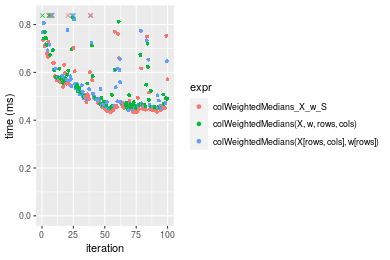 0.8
0.6
0.4
0.2
0.0
time (ms)
0
25
50
75
100
iteration
expr
colWeightedMedians_X_w_S
colWeightedMedians(X, w, rows, cols)
colWeightedMedians(X[rows, cols], w[rows])